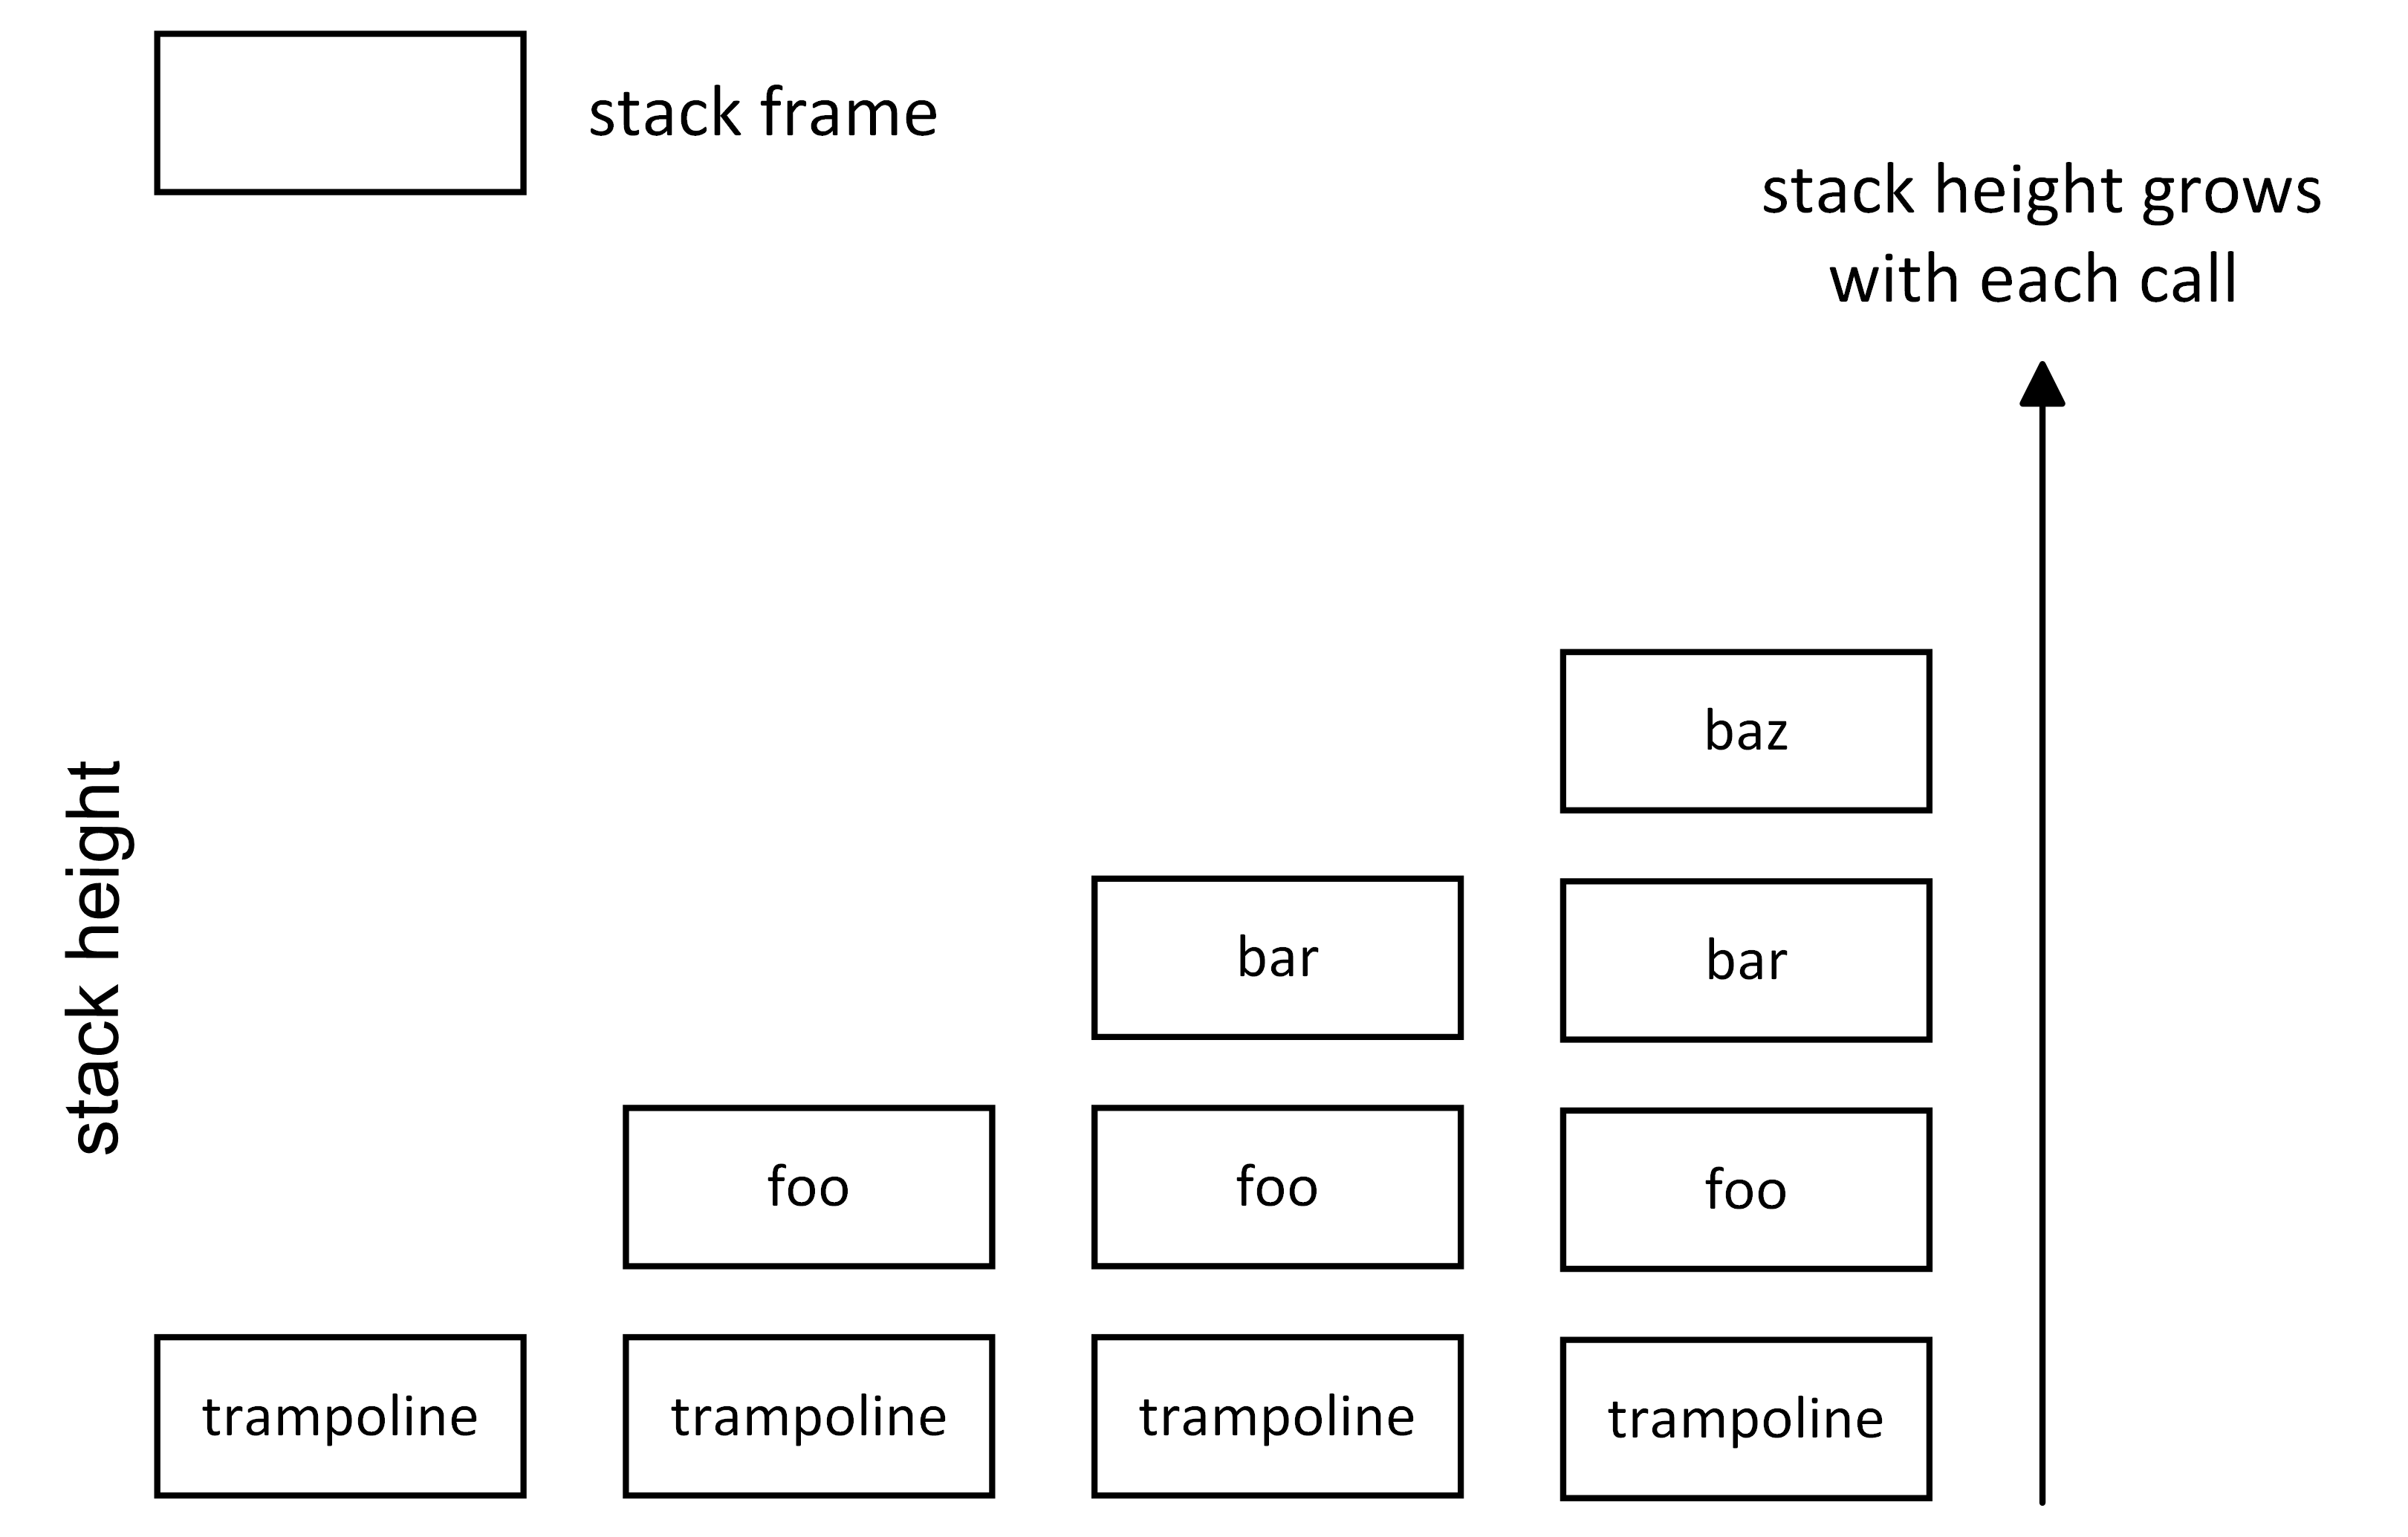 stack frame
stack height grows
with each call
stack height
baz
bar
bar
foo
foo
foo
trampoline
trampoline
trampoline
trampoline